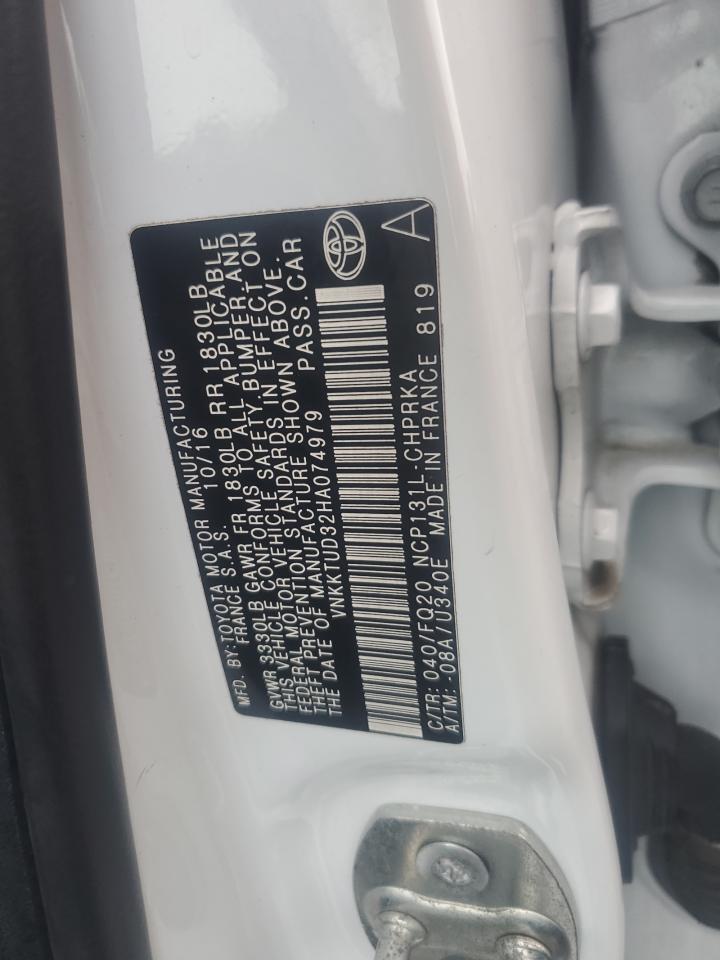 MFD. BY:TOYOTA MOTOR MANUFACTURING
FRANCE S.A.S. 10/16
GVWR 3330LB GAWR FR 1830LB RR 1830LB
THIS VEHICLE CONFORMS TO ALL APPLICABLE
FEDERAL MOTOR VEHICLE SAFETY,BUMPER,AND
THEFT PREVENTION STANDARDS IN EFFECT ON
THE DATE OF MANUFACTURE SHOWN ABOVE.
VNKKTUD32HA074979 PASS.CAR
C/TR: 040/FQ20 NCP131L-CHPRKA A
A/TM: -08A/U340E MADE IN FRANCE 819